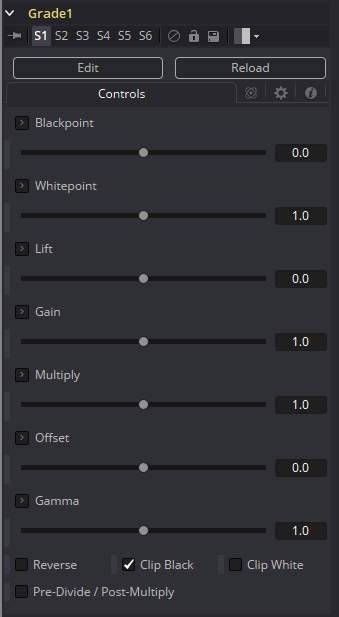 Grade1
S1 S2 S3 S4 S5 S6
Edit Reload
Controls
Blackpoint
0.0
Whitepoint
1.0
Lift
0.0
Gain
1.0
Multiply
1.0
Offset
0.0
Gamma
1.0
Reverse Clip Black Clip White
Pre-Divide / Post-Multiply